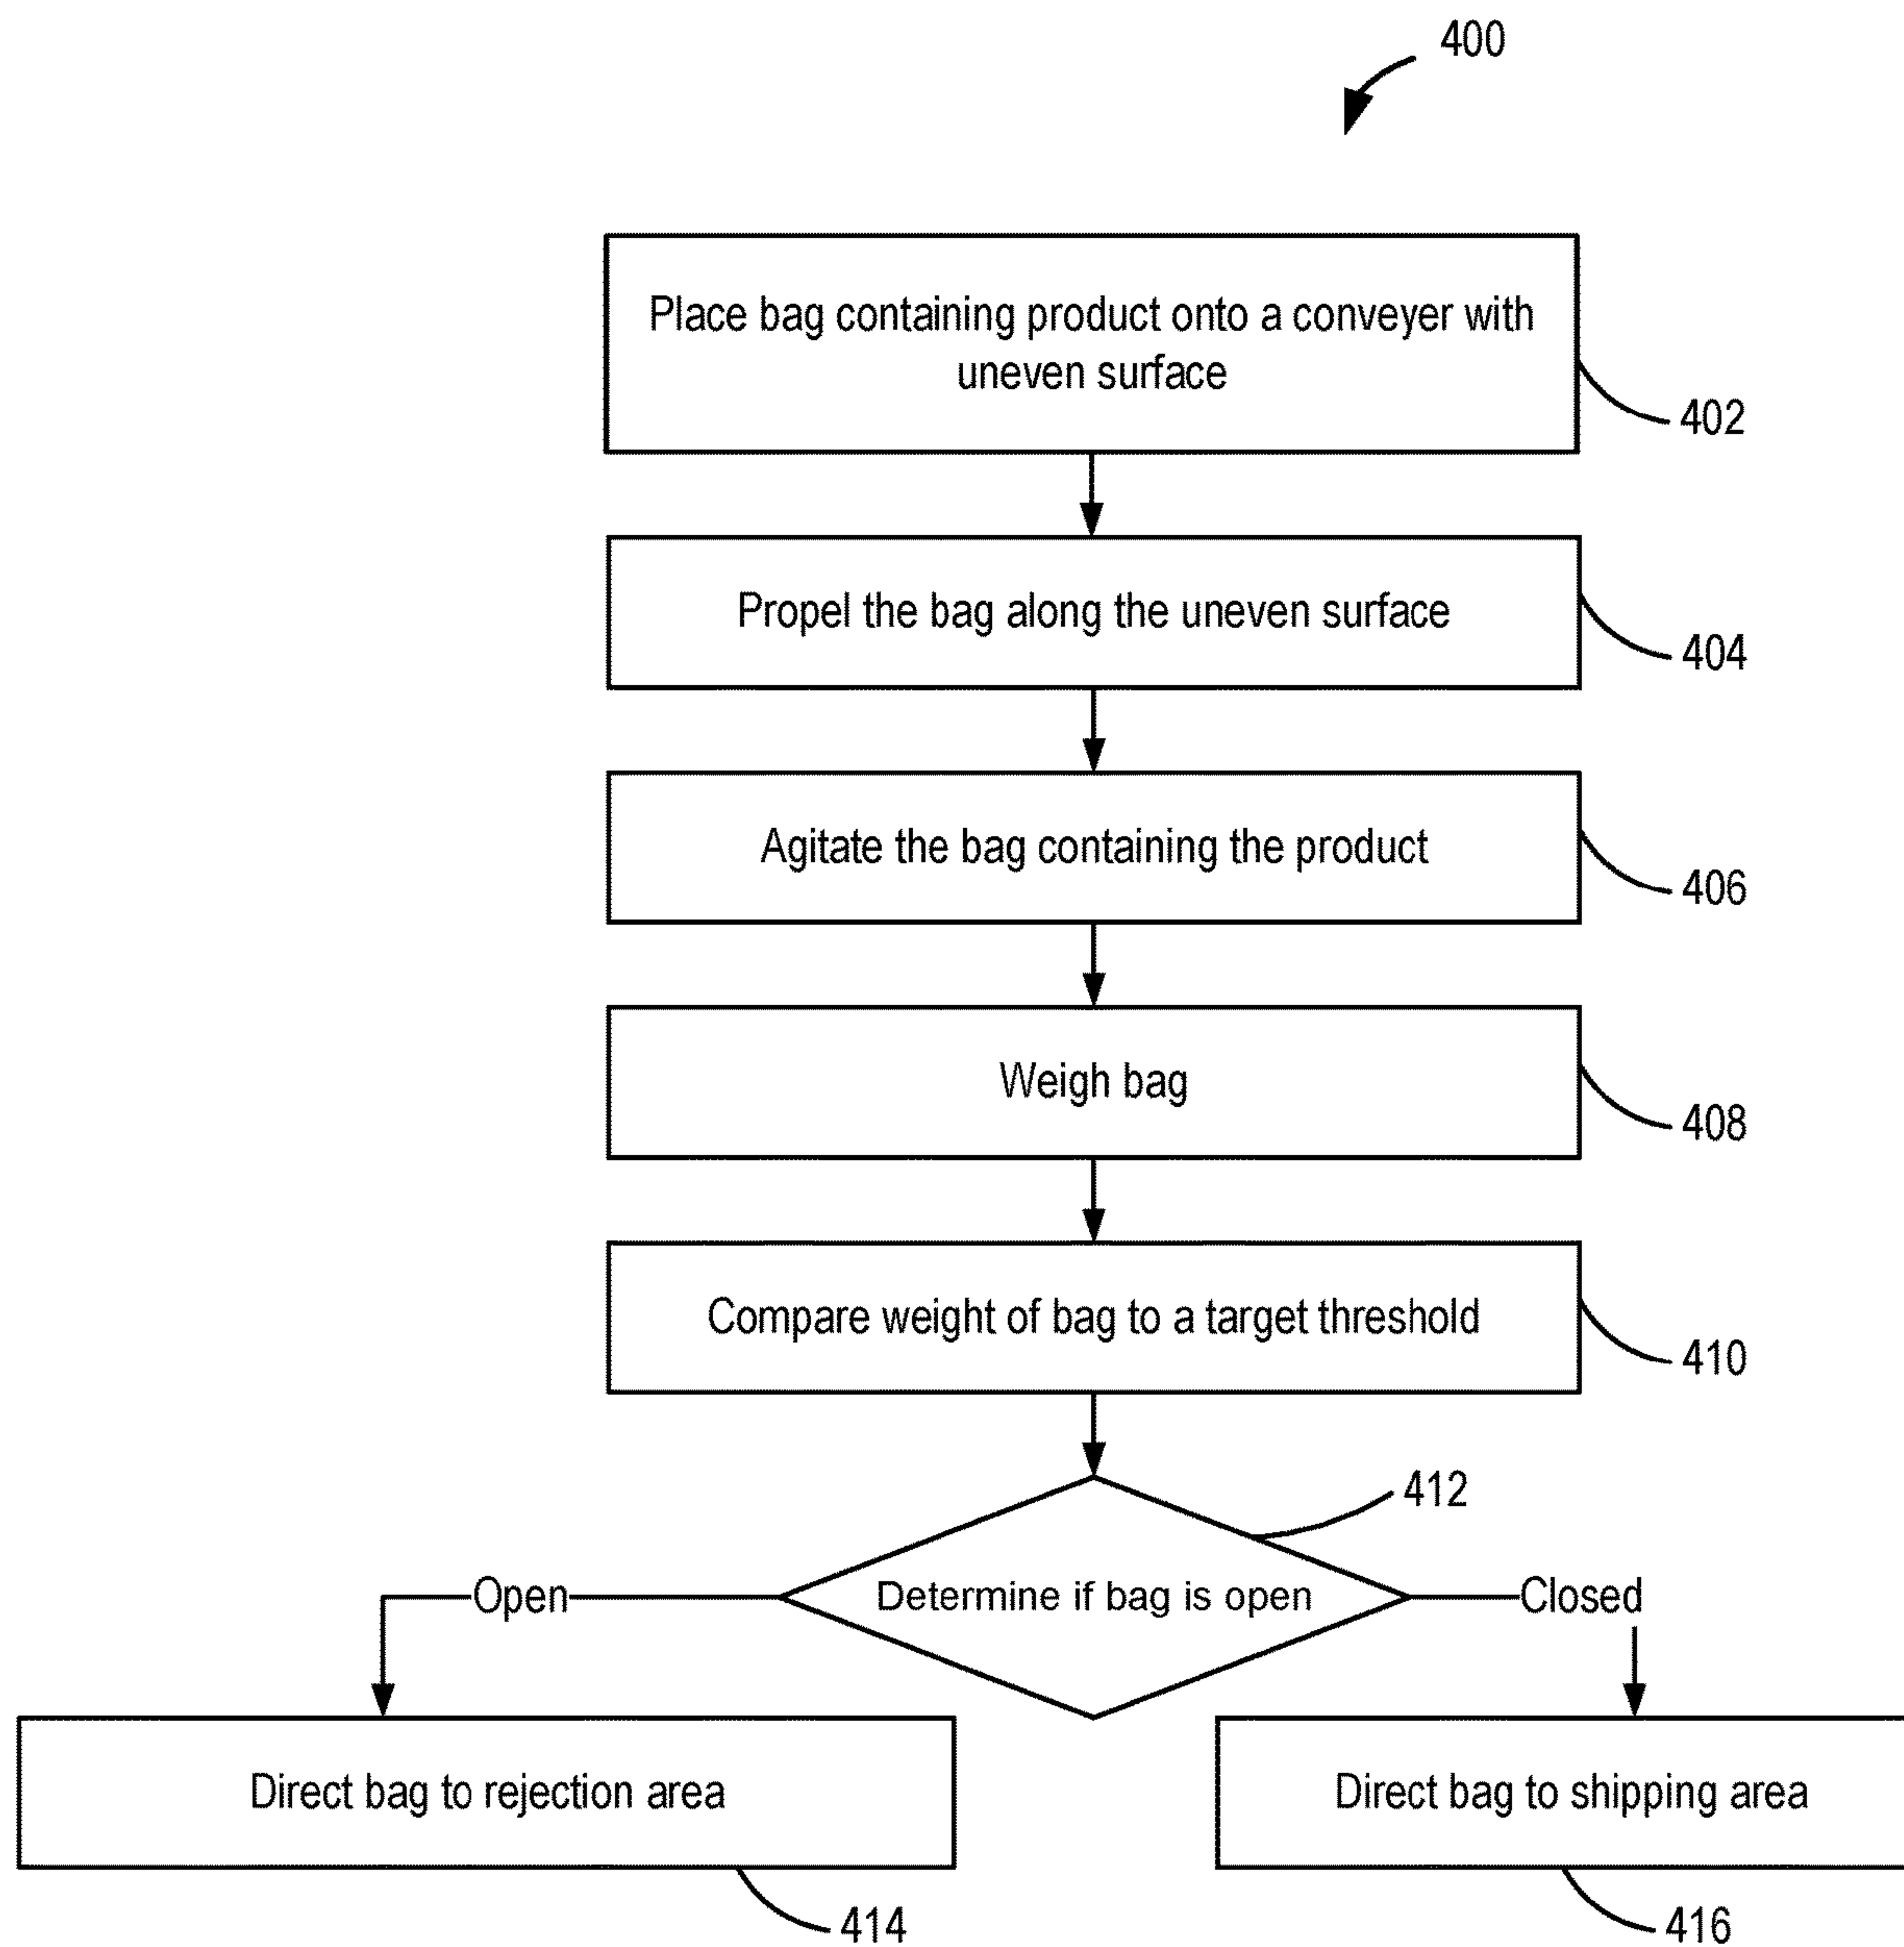 400
Place bag containing product onto a conveyer with
uneven surface
402
Propel the bag along the uneven surface
404
Agitate the bag containing the product
406
Weigh bag
408
Compare weight of bag to a target threshold
410
412
Open
Determine if bag is open
Closed
Direct bag to rejection area
Direct bag to shipping area
414
416